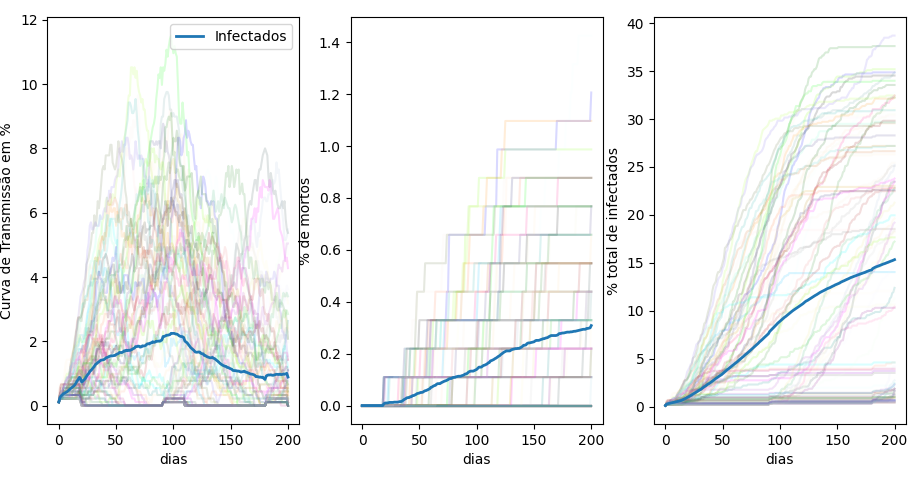 Infectados
Curva de Transmissão em %
12
10
8
6
4
2
0
0 50 100 150 200
dias
% de mortos
1.4
1.2
1.0
0.8
0.6
0.4
0.2
0.0
0 50 100 150 200
dias
% total de infectados
40
35
30
25
20
15
10
5
0
0 50 100 150 200
dias